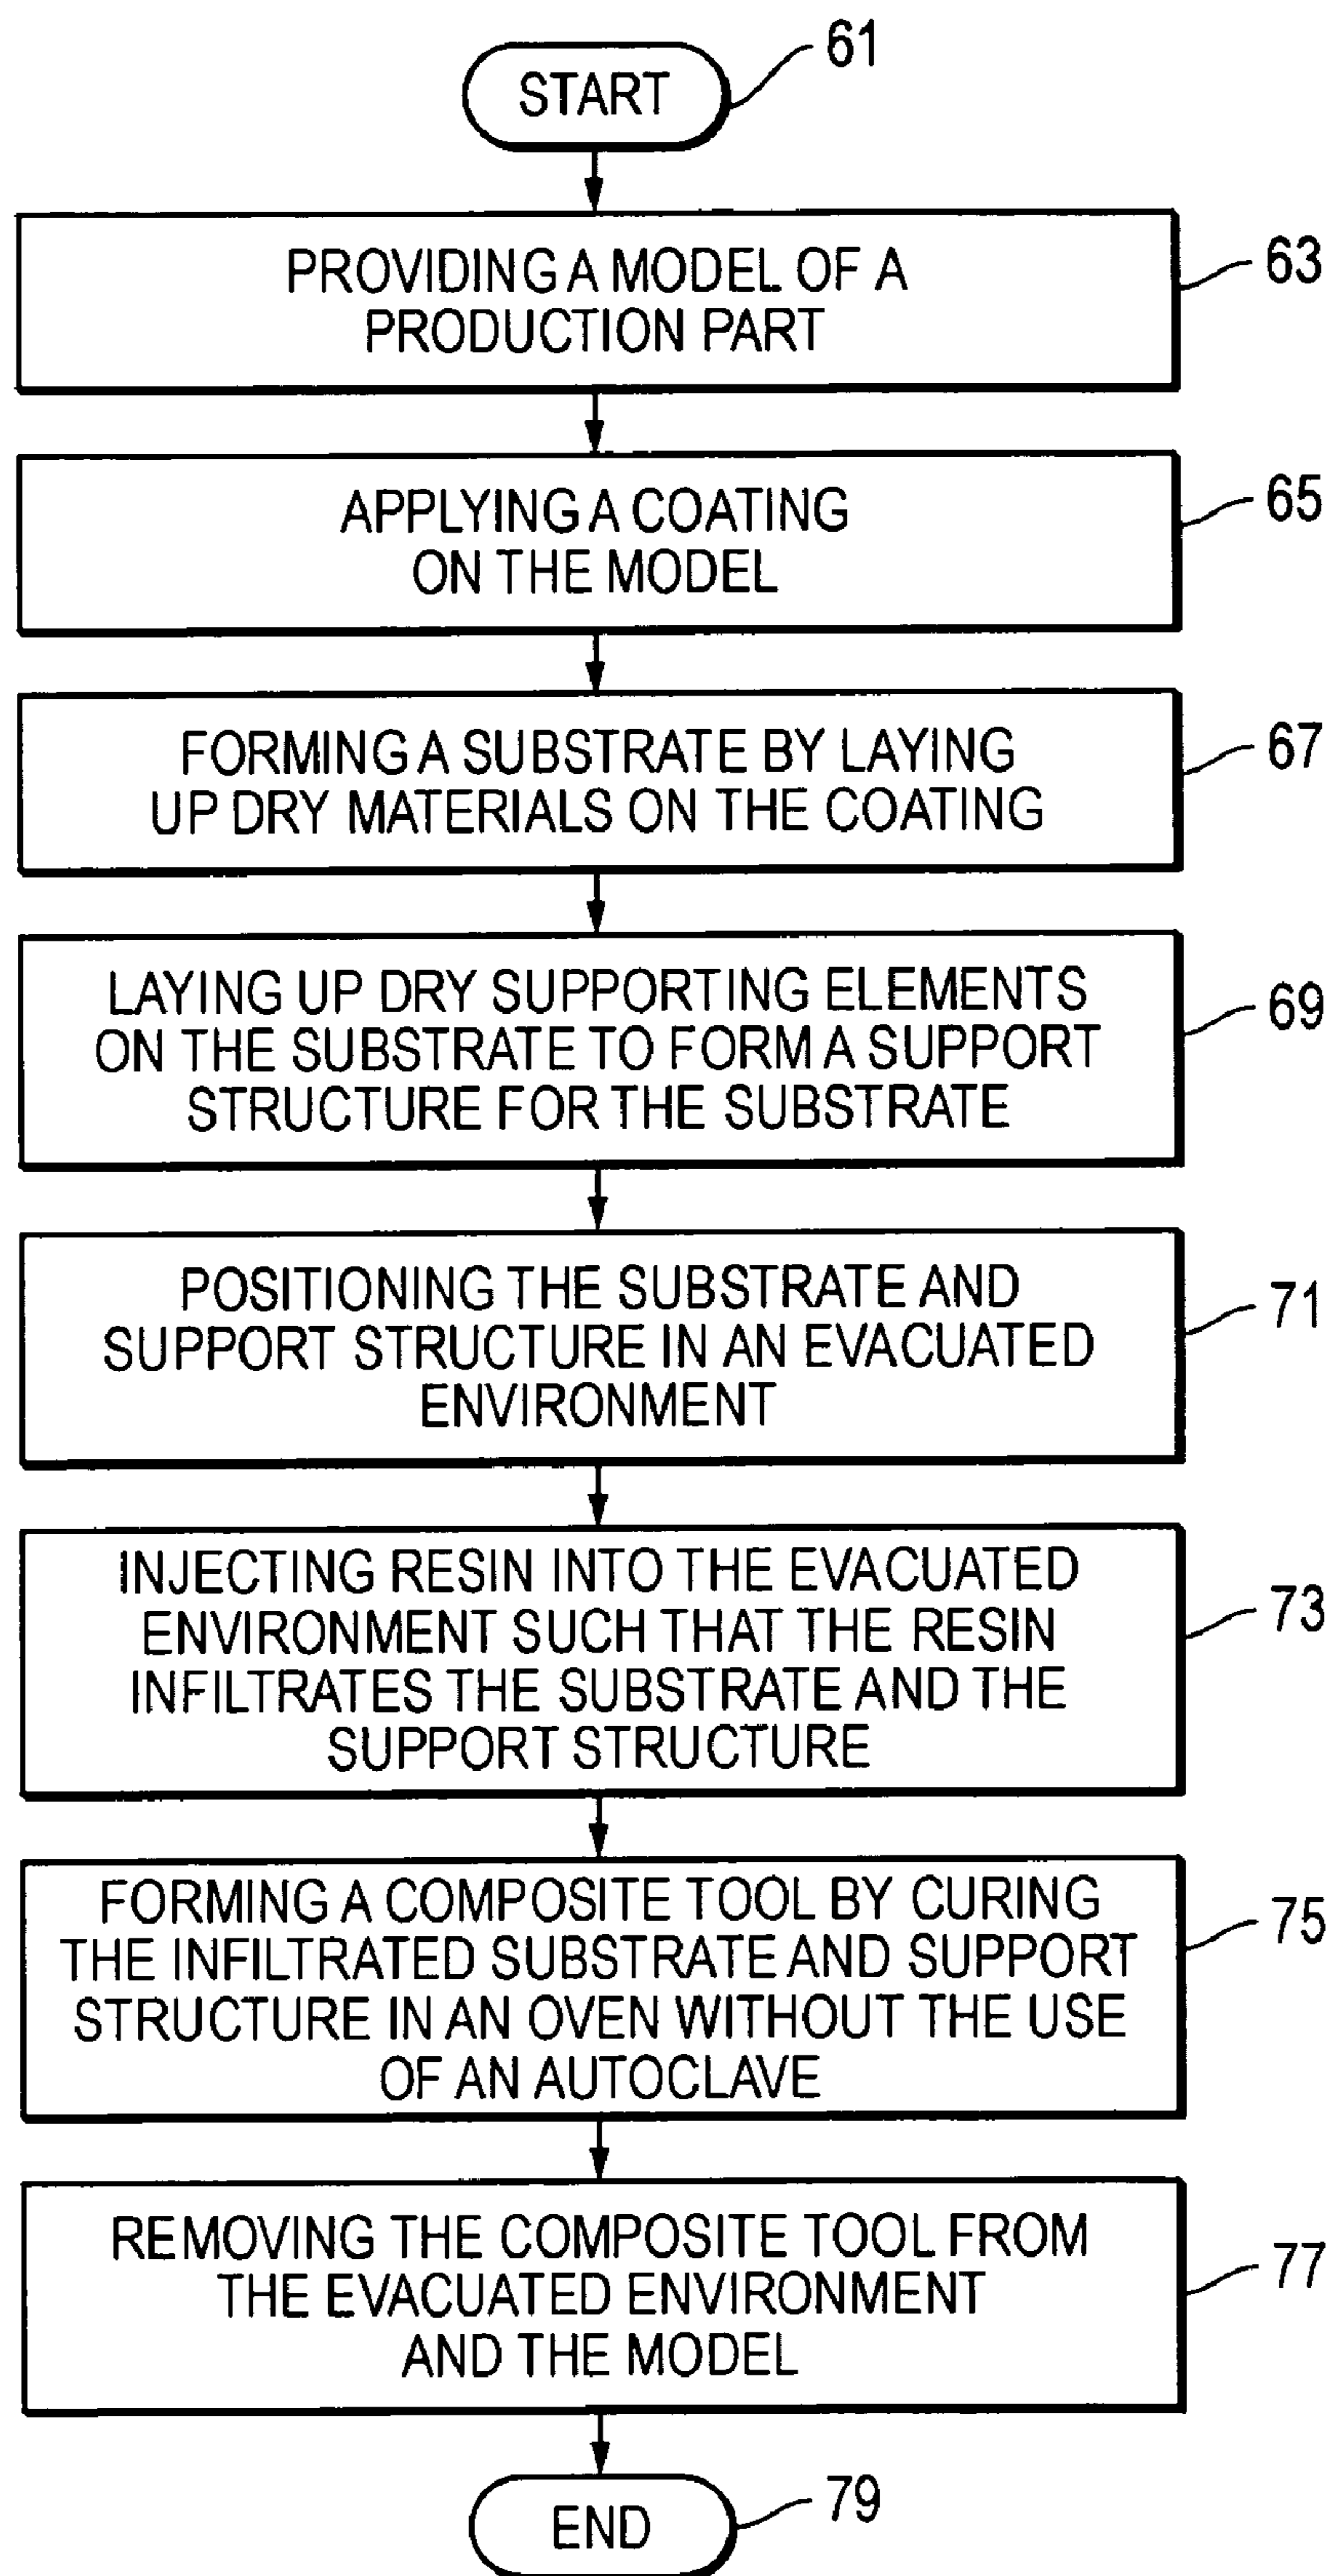 START
61
PROVIDING A MODEL OF A
PRODUCTION PART
63
APPLYING A COATING
ON THE MODEL
65
FORMING A SUBSTRATE BY LAYING
UP DRY MATERIALS ON THE COATING
67
LAYING UP DRY SUPPORTING ELEMENTS
ON THE SUBSTRATE TO FORM A SUPPORT
STRUCTURE FOR THE SUBSTRATE
69
POSITIONING THE SUBSTRATE AND
SUPPORT STRUCTURE IN AN EVACUATED
ENVIRONMENT
71
INJECTING RESIN INTO THE EVACUATED
ENVIRONMENT SUCH THAT THE RESIN
INFILTRATES THE SUBSTRATE AND THE
SUPPORT STRUCTURE
73
FORMING A COMPOSITE TOOL BY CURING
THE INFILTRATED SUBSTRATE AND SUPPORT
STRUCTURE IN AN OVEN WITHOUT THE USE
OF AN AUTOCLAVE
75
REMOVING THE COMPOSITE TOOL FROM
THE EVACUATED ENVIRONMENT
AND THE MODEL
77
END
79